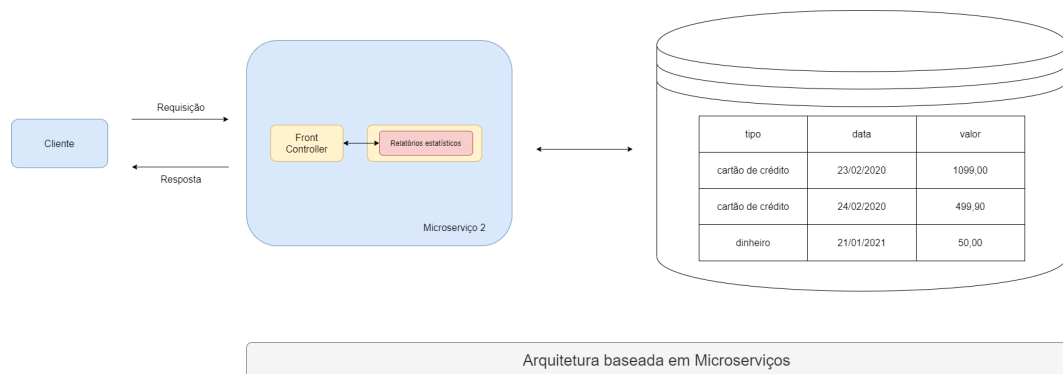 Cliente
Requisição
Resposta
Front
Controller
Relatórios estatísticos
Microserviço 2
tipo data valor
cartão de crédito 23/02/2020 1099,00
cartão de crédito 24/02/2020 499,90
dinheiro 21/01/2021 50,00
Arquitetura baseada em Microserviços